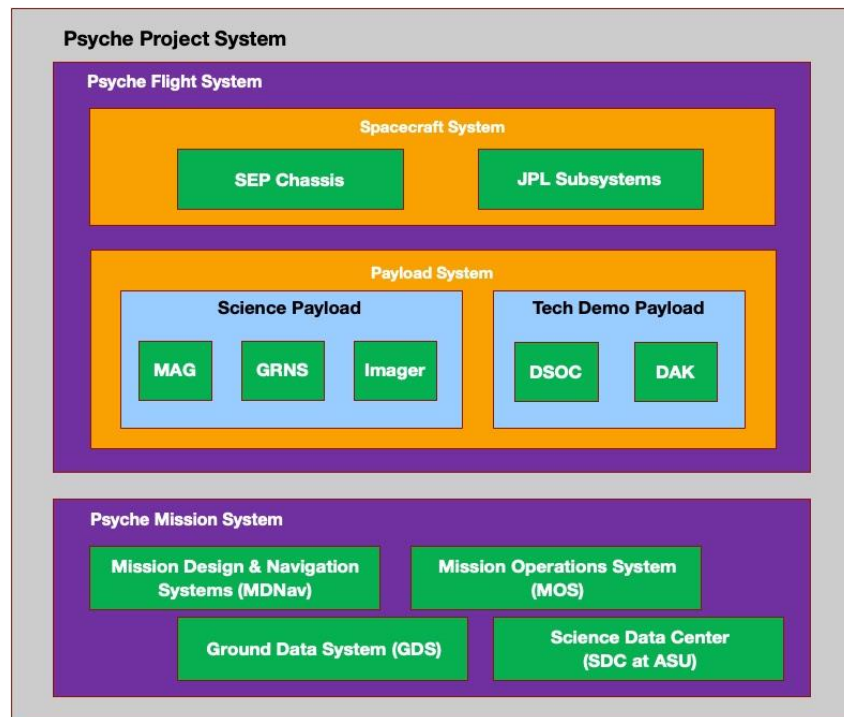 Psyche Project System
Psyche Flight System
Spacecraft System
SEP Chassis
JPL Subsystems
Payload System
Science Payload
MAG
GRNS
Imager
Tech Demo Payload
DSOC
DAK
Psyche Mission System
Mission Design & Navigation
Systems (MDNav)
Mission Operations System
(MOS)
Ground Data System (GDS)
Science Data Center
(SDC at ASU)